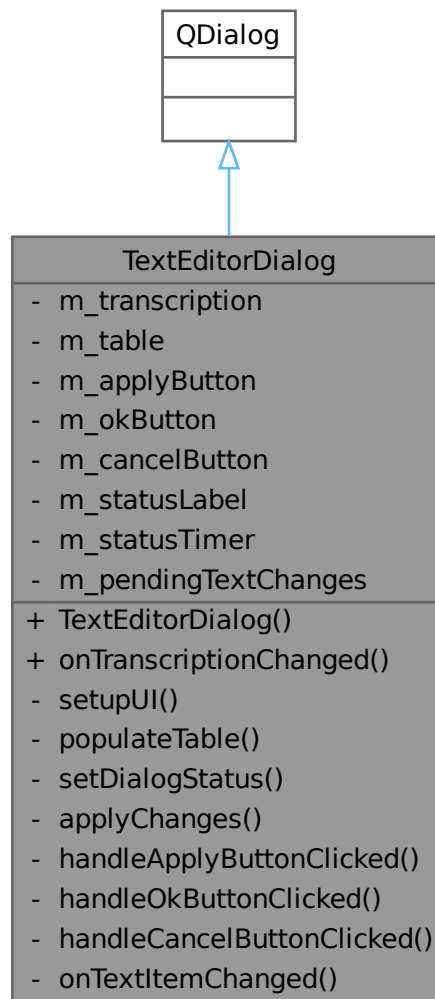 QDialog
TextEditorDialog
- m_transcription
- m_table
- m_applyButton
- m_okButton
- m_cancelButton
- m_statusLabel
- m_statusTimer
- m_pendingTextChanges
+ TextEditorDialog()
+ onTranscriptionChanged()
- setupUI()
- populateTable()
- setDialogStatus()
- applyChanges()
- handleApplyButtonClicked()
- handleOkButtonClicked()
- handleCancelButtonClicked()
- onTextItemChanged()